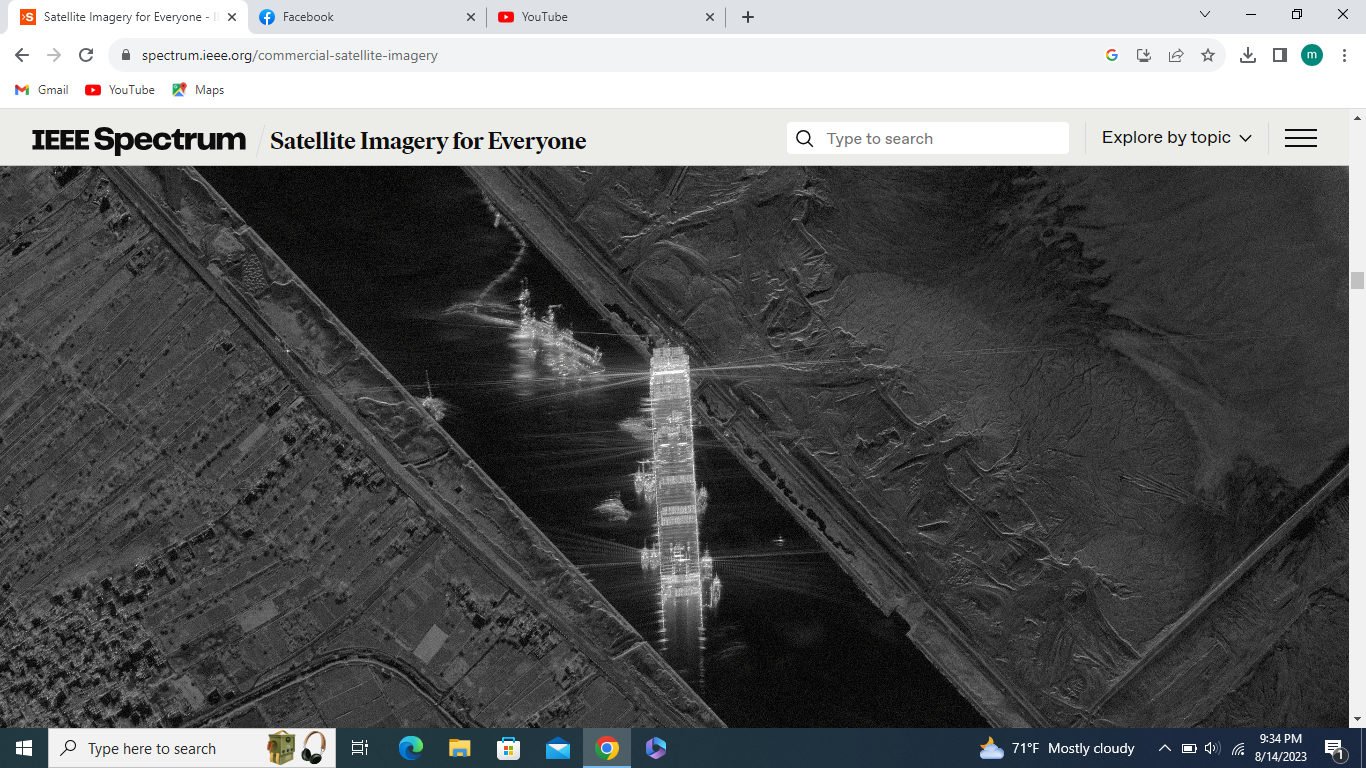 Satellite Imagery for Everyone -
Facebook
YouTube
spectrum.ieee.org/commercial-satellite-imagery
m
Gmail
YouTube
Maps
IEEE Spectrum
Satellite Imagery for Everyone
Type to search
Explore by topic
Type here to search
71°F Mostly cloudy
9:34 PM
8/14/2023
1